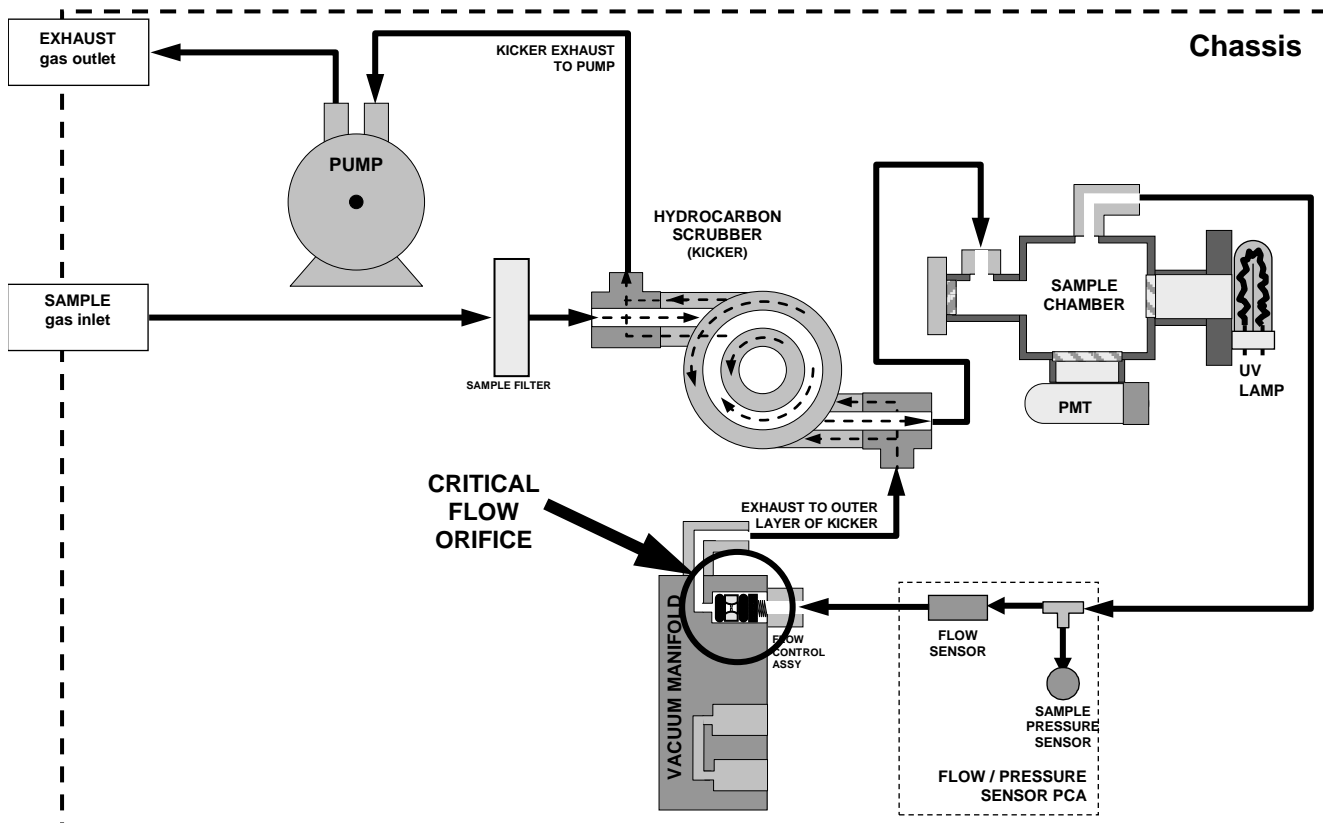 EXHAUST
gas outlet
KICKER EXHAUST
TO PUMP
Chassis
PUMP
HYDROCARBON
SCRUBBER
(KICKER)
SAMPLE
gas inlet
SAMPLE FILTER
SAMPLE
CHAMBER
UV
LAMP
PMT
CRITICAL
FLOW
ORIFICE
EXHAUST TO OUTER
LAYER OF KICKER
VACUUM MANIFOLD
FLOW
CONTROL
ASSY
FLOW
SENSOR
SAMPLE
PRESSURE
SENSOR
FLOW / PRESSURE
SENSOR PCA